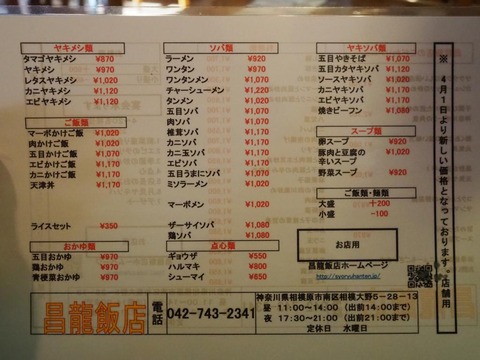 ヤキメシ類
タマゴヤキメシ ¥870
ヤキメシ ¥970
レタスヤキメシ ¥1,020
カニヤキメシ ¥1,120
エビヤキメシ ¥1,120
ご飯類
マーボかけご飯 ¥1,020
肉かけご飯 ¥1,020
五目かけご飯 ¥1,120
エビかけご飯 ¥1,170
カニかけご飯 ¥1,170
天津丼 ¥1,170
ライスセット ¥350
おかゆ類
五目おかゆ ¥970
鶏おかゆ ¥970
青梗菜おかゆ ¥970
ソバ類
ラーメン ¥920
ワンタン ¥970
ワンタンメン ¥1,070
チャーシューメン ¥1,220
タンメン ¥1,020
五目ソバ ¥1,070
肉ソバ ¥1,070
椎茸ソバ ¥1,170
カニソバ ¥1,170
カニ玉ソバ ¥1,170
エビソバ ¥1,170
五目うまにソバ ¥1,170
ミソラーメン ¥1,020
マーボメン ¥1,020
ザーサイソバ ¥1,080
鶏ソバ ¥1,080
点心類
ギョウザ ¥550
ハルマキ ¥800
シューマイ ¥550
ヤキソバ類
五目やきそば ¥1,070
五目カタヤキソバ ¥1,120
ソースヤキソバ ¥1,020
カニヤキソバ ¥1,170
エビヤキソバ ¥1,170
焼きビーフン ¥1,080
スープ類
卵スープ ¥820
豚肉と豆腐の ¥1,020
辛いスープ
野菜スープ ¥920
ご飯類・麺類
大盛 +200
小盛 -100
お店用
昌龍飯店ホームページ
http://syoryuhanten.jp/
※ 4月1日より新しい価格となっております。店舗用
昌龍飯店
電話
042-743-2341
神奈川県相模原市南区相模大野5-28-13
昼 11:00~14:00(出前14:00まで)
夜 17:30~21:00(出前21:00まで)
定休日 水曜日